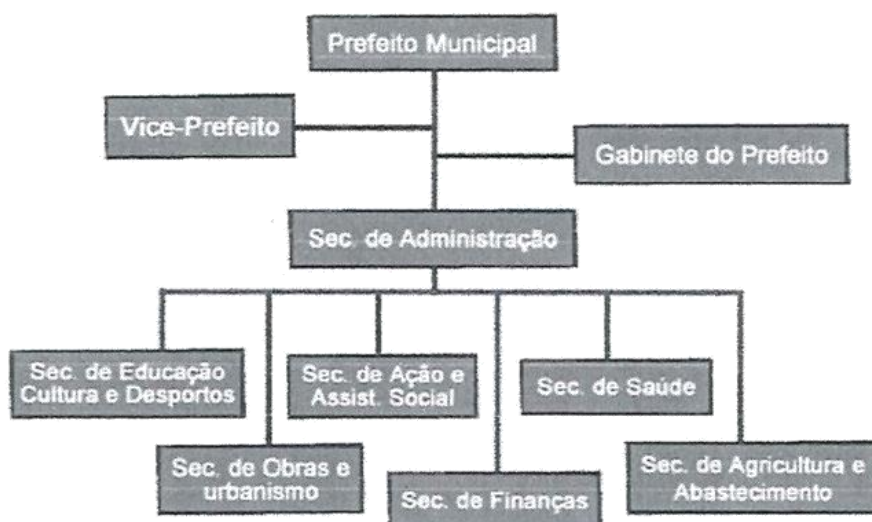 Prefeito Municipal
Vice-Prefeito
Gabinete do Prefeito
Sec. de Administração
Sec. de Educação
Cultura e Desportos
Sec. de Ação e
Assist. Social
Sec. de Saúde
Sec. de Obras e
urbanismo
Sec. de Finanças
Sec. de Agricultura e
Abastecimento